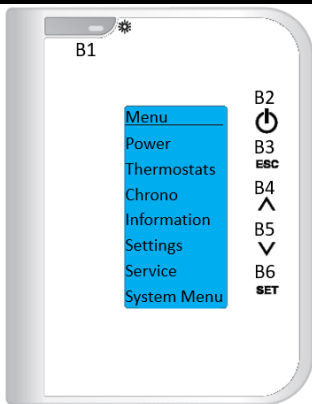 B1
Menu
Power
Thermostats
Chrono
Information
Settings
Service
System Menu
B2
B3
ESC
B4
B5
B6
SET